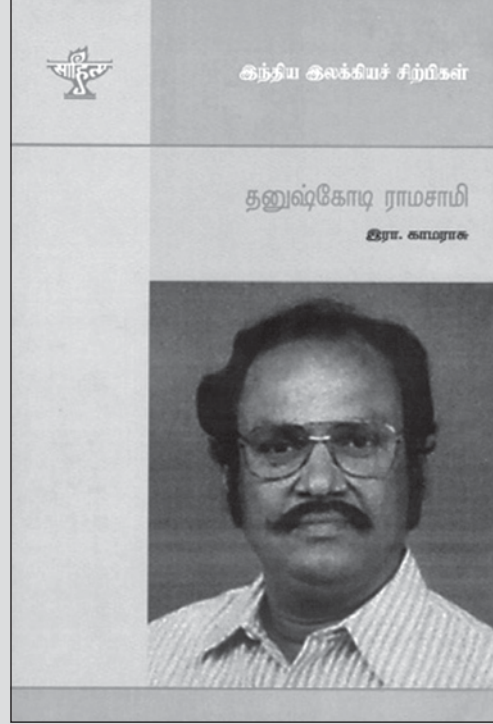 साहित्य
இந்திய இலக்கியச் சிற்பிகள்
தனுஷ்கோடி ராமசாமி
இரா. காமராசு